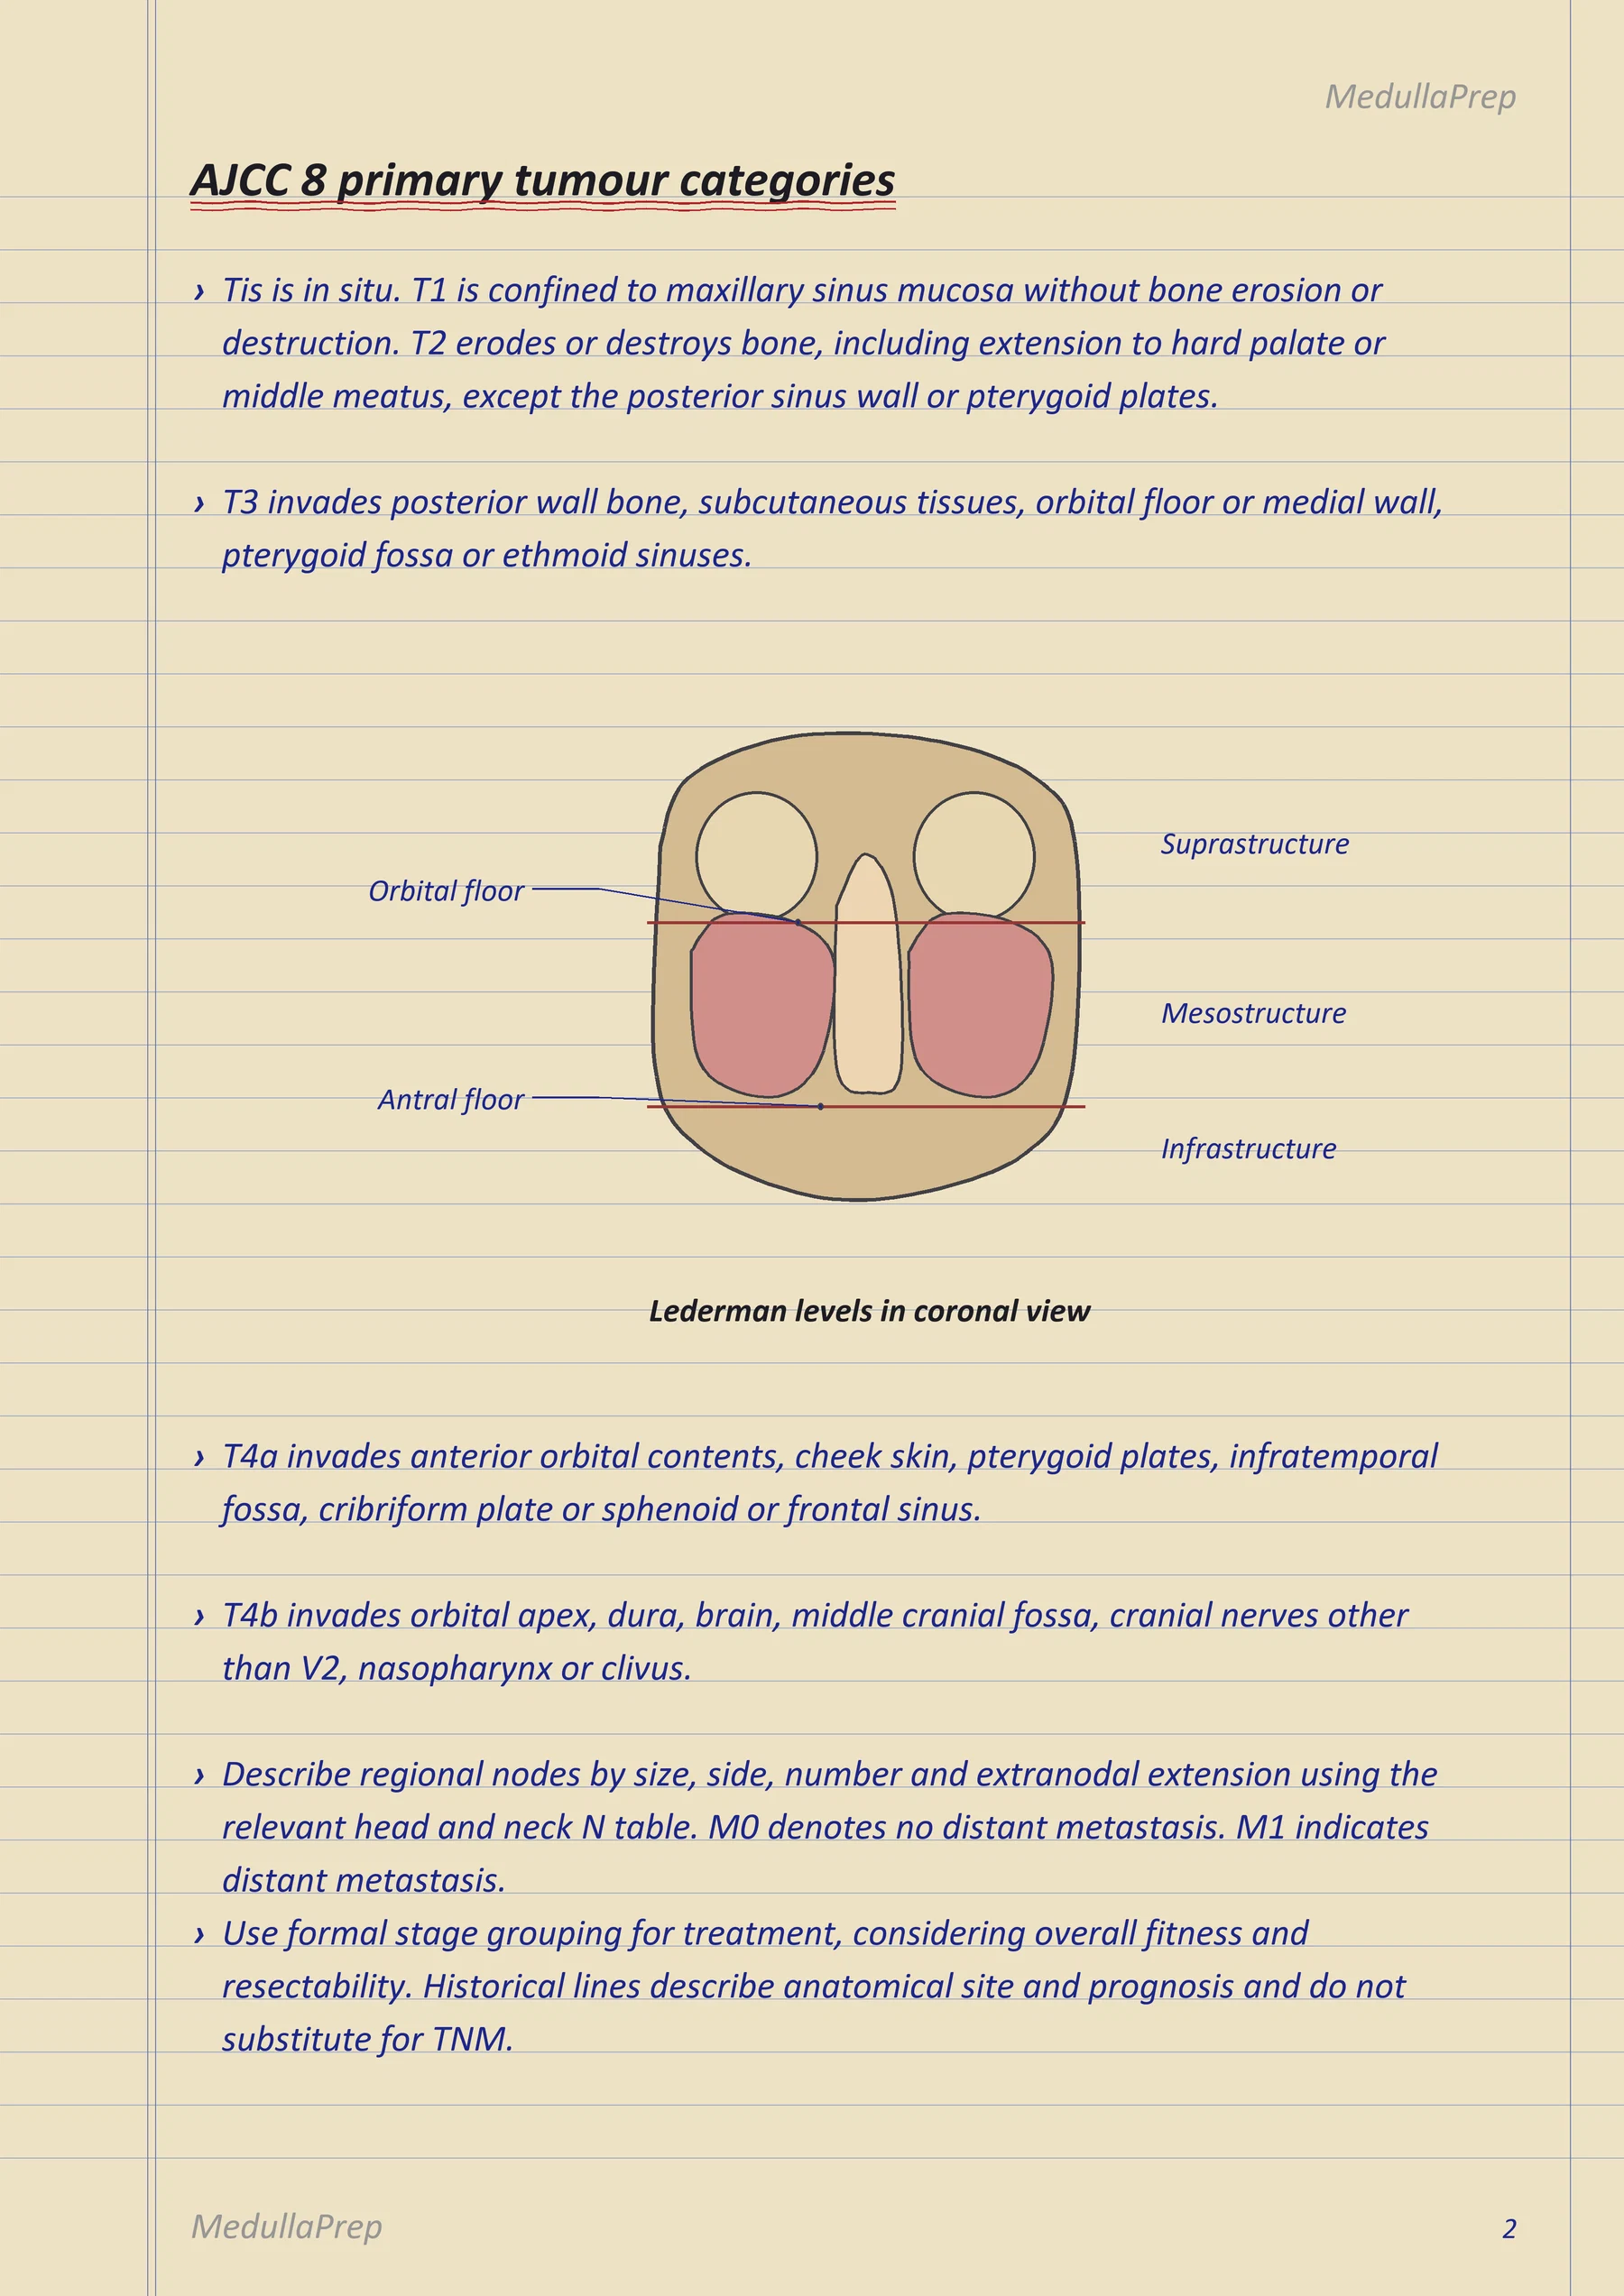 MedullaPrep
AJCC 8 primary tumour categories
› Tis is in situ. T1 is confined to maxillary sinus mucosa without bone erosion or
destruction. T2 erodes or destroys bone, including extension to hard palate or
middle meatus, except the posterior sinus wall or pterygoid plates.
› T3 invades posterior wall bone, subcutaneous tissues, orbital floor or medial wall,
pterygoid fossa or ethmoid sinuses.
Suprastructure
Orbital floor
Mesostructure
Antral floor
Infrastructure
Lederman levels in coronal view
› T4a invades anterior orbital contents, cheek skin, pterygoid plates, infratemporal
fossa, cribriform plate or sphenoid or frontal sinus.
› T4b invades orbital apex, dura, brain, middle cranial fossa, cranial nerves other
than V2, nasopharynx or clivus.
› Describe regional nodes by size, side, number and extranodal extension using the
relevant head and neck N table. M0 denotes no distant metastasis. M1 indicates
distant metastasis.
› Use formal stage grouping for treatment, considering overall fitness and
resectability. Historical lines describe anatomical site and prognosis and do not
substitute for TNM.
MedullaPrep
2